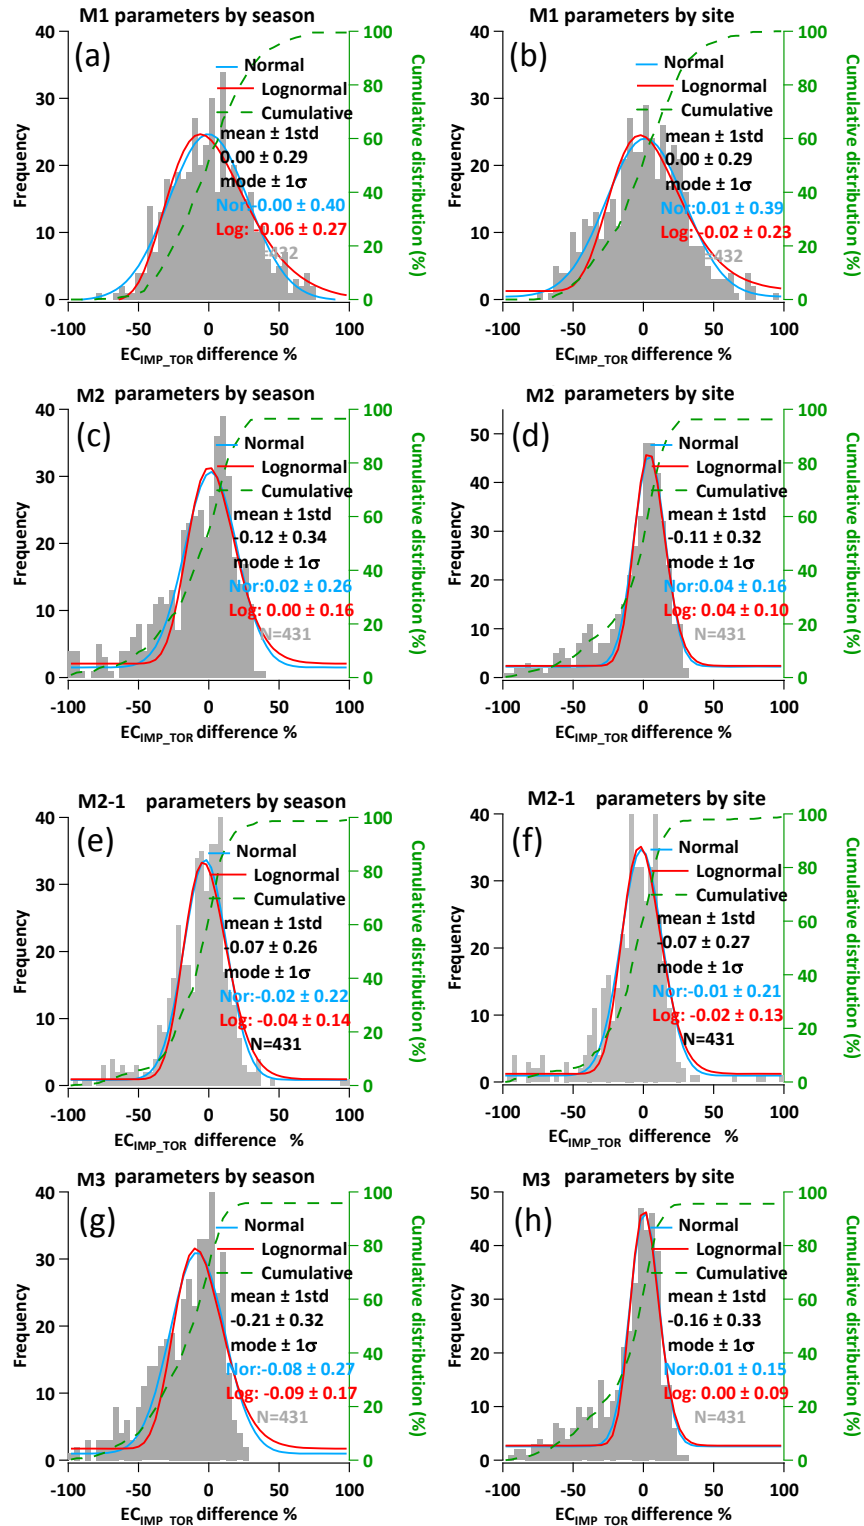 M1 parameters by season
(a)
Normal
Lognormal
Cumulative
mean ± 1std
0.00 ± 0.29
mode ± 1σ
Nor:-0.00 ± 0.40
Log: -0.06 ± 0.27
=432
Frequency
40
30
20
10
0
Cumulative distribution (%)
100
80
60
40
20
0
-100 -50 0 50 100
EC_IMP_TOR difference %
M1 parameters by site
(b)
Normal
Lognormal
Cumulative
mean ± 1std
0.00 ± 0.29
mode ± 1σ
Nor:0.01 ± 0.39
Log: -0.02 ± 0.23
=432
Frequency
40
30
20
10
0
Cumulative distribution (%)
100
80
60
40
20
0
-100 -50 0 50 100
EC_IMP_TOR difference %
M2 parameters by season
(c)
Normal
Lognormal
Cumulative
mean ± 1std
-0.12 ± 0.34
mode ± 1σ
Nor:0.02 ± 0.26
Log: 0.00 ± 0.16
N=431
Frequency
40
30
20
10
0
Cumulative distribution (%)
100
80
60
40
20
0
-100 -50 0 50 100
EC_IMP_TOR difference %
M2 parameters by site
(d)
Normal
Lognormal
Cumulative
mean ± 1std
-0.11 ± 0.32
mode ± 1σ
Nor:0.04 ± 0.16
Log: 0.04 ± 0.10
N=431
Frequency
50
40
30
20
10
0
Cumulative distribution (%)
100
80
60
40
20
0
-100 -50 0 50 100
EC_IMP_TOR difference %
M2-1 parameters by season
(e)
Normal
Lognormal
Cumulative
mean ± 1std
-0.07 ± 0.26
mode ± 1σ
Nor:-0.02 ± 0.22
Log: -0.04 ± 0.14
N=431
Frequency
40
30
20
10
0
Cumulative distribution (%)
100
80
60
40
20
0
-100 -50 0 50 100
EC_IMP_TOR difference %
M2-1 parameters by site
(f)
Normal
Lognormal
Cumulative
mean ± 1std
-0.07 ± 0.27
mode ± 1σ
Nor:-0.01 ± 0.21
Log: -0.02 ± 0.13
N=431
Frequency
40
30
20
10
0
Cumulative distribution (%)
100
80
60
40
20
0
-100 -50 0 50 100
EC_IMP_TOR difference %
M3 parameters by season
(g)
Normal
Lognormal
Cumulative
mean ± 1std
-0.21 ± 0.32
mode ± 1σ
Nor:-0.08 ± 0.27
Log: -0.09 ± 0.17
N=431
Frequency
40
30
20
10
0
Cumulative distribution (%)
100
80
60
40
20
0
-100 -50 0 50 100
EC_IMP_TOR difference %
M3 parameters by site
(h)
Normal
Lognormal
Cumulative
mean ± 1std
-0.16 ± 0.33
mode ± 1σ
Nor:0.01 ± 0.15
Log: 0.00 ± 0.09
N=431
Frequency
50
40
30
20
10
0
Cumulative distribution (%)
100
80
60
40
20
0
-100 -50 0 50 100
EC_IMP_TOR difference %